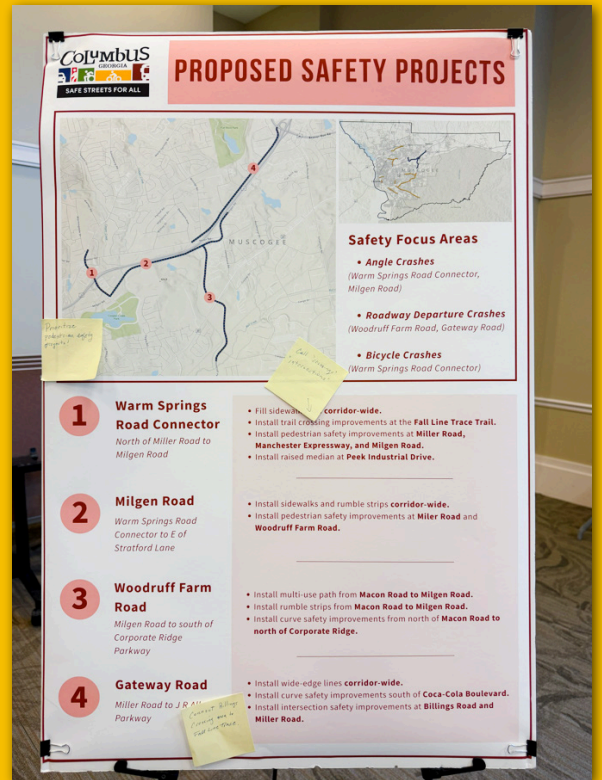 COLUMBUS
GEORGIA
SAFE STREETS FOR ALL
PROPOSED SAFETY PROJECTS
4
MUSCOGEE
2
1
3
Safety Focus Areas
• Angle Crashes
(Warm Springs Road Connector,
Milgen Road)
• Roadway Departure Crashes
(Woodruff Farm Road, Gateway Road)
• Bicycle Crashes
(Warm Springs Road Connector)
Prioritize
1
Warm Springs
Road Connector
North of Miller Road to
Milgen Road
• Fill corridor-wide.
• Install trail crossing improvements at the Fall Line Trace Trail.
• Install pedestrian safety improvements at Miller Road,
Manchester Expressway, and Milgen Road.
• Install raised median at Peek Industrial Drive.
2
Milgen Road
Warm Springs Road
Connector to E of
Stratford Lane
• Install sidewalks and rumble strips corridor-wide.
• Install pedestrian safety improvements at Miler Road and
Woodruff Farm Road.
3
Woodruff Farm
Road
Milgen Road to south of
Corporate Ridge
Parkway
• Install multi-use path from Macon Road to Milgen Road.
• Install rumble strips from Macon Road to Milgen Road.
• Install curve safety improvements from north of Macon Road to
north of Corporate Ridge.
4
Gateway Road
Miller Road to J R
Parkway
• Install wide-edge lines corridor-wide.
• Install curve safety improvements south of Coca-Cola Boulevard.
• Install intersection safety improvements at Billings Road and
Miller Road.
Connect Billings